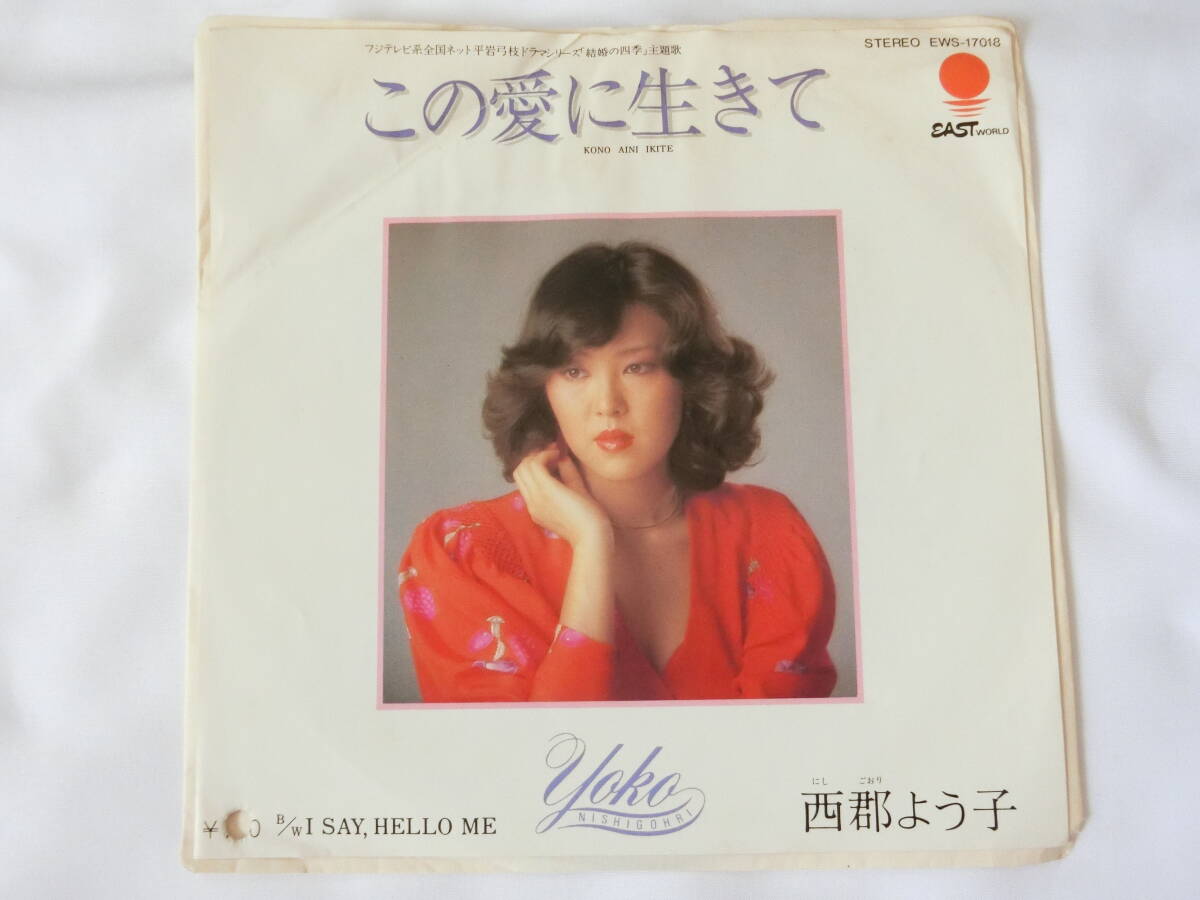 フジテレビ系全国ネット平岩弓枝ドラマシリーズ「結婚の四季」主題歌
STEREO EWS-17018
この愛に生きて
KONO AINI IKITE
EAST WORLD
Yoko
NISHIGOHRI
にし ごおり
西郡よう子
¥ 0 B/W I SAY, HELLO ME